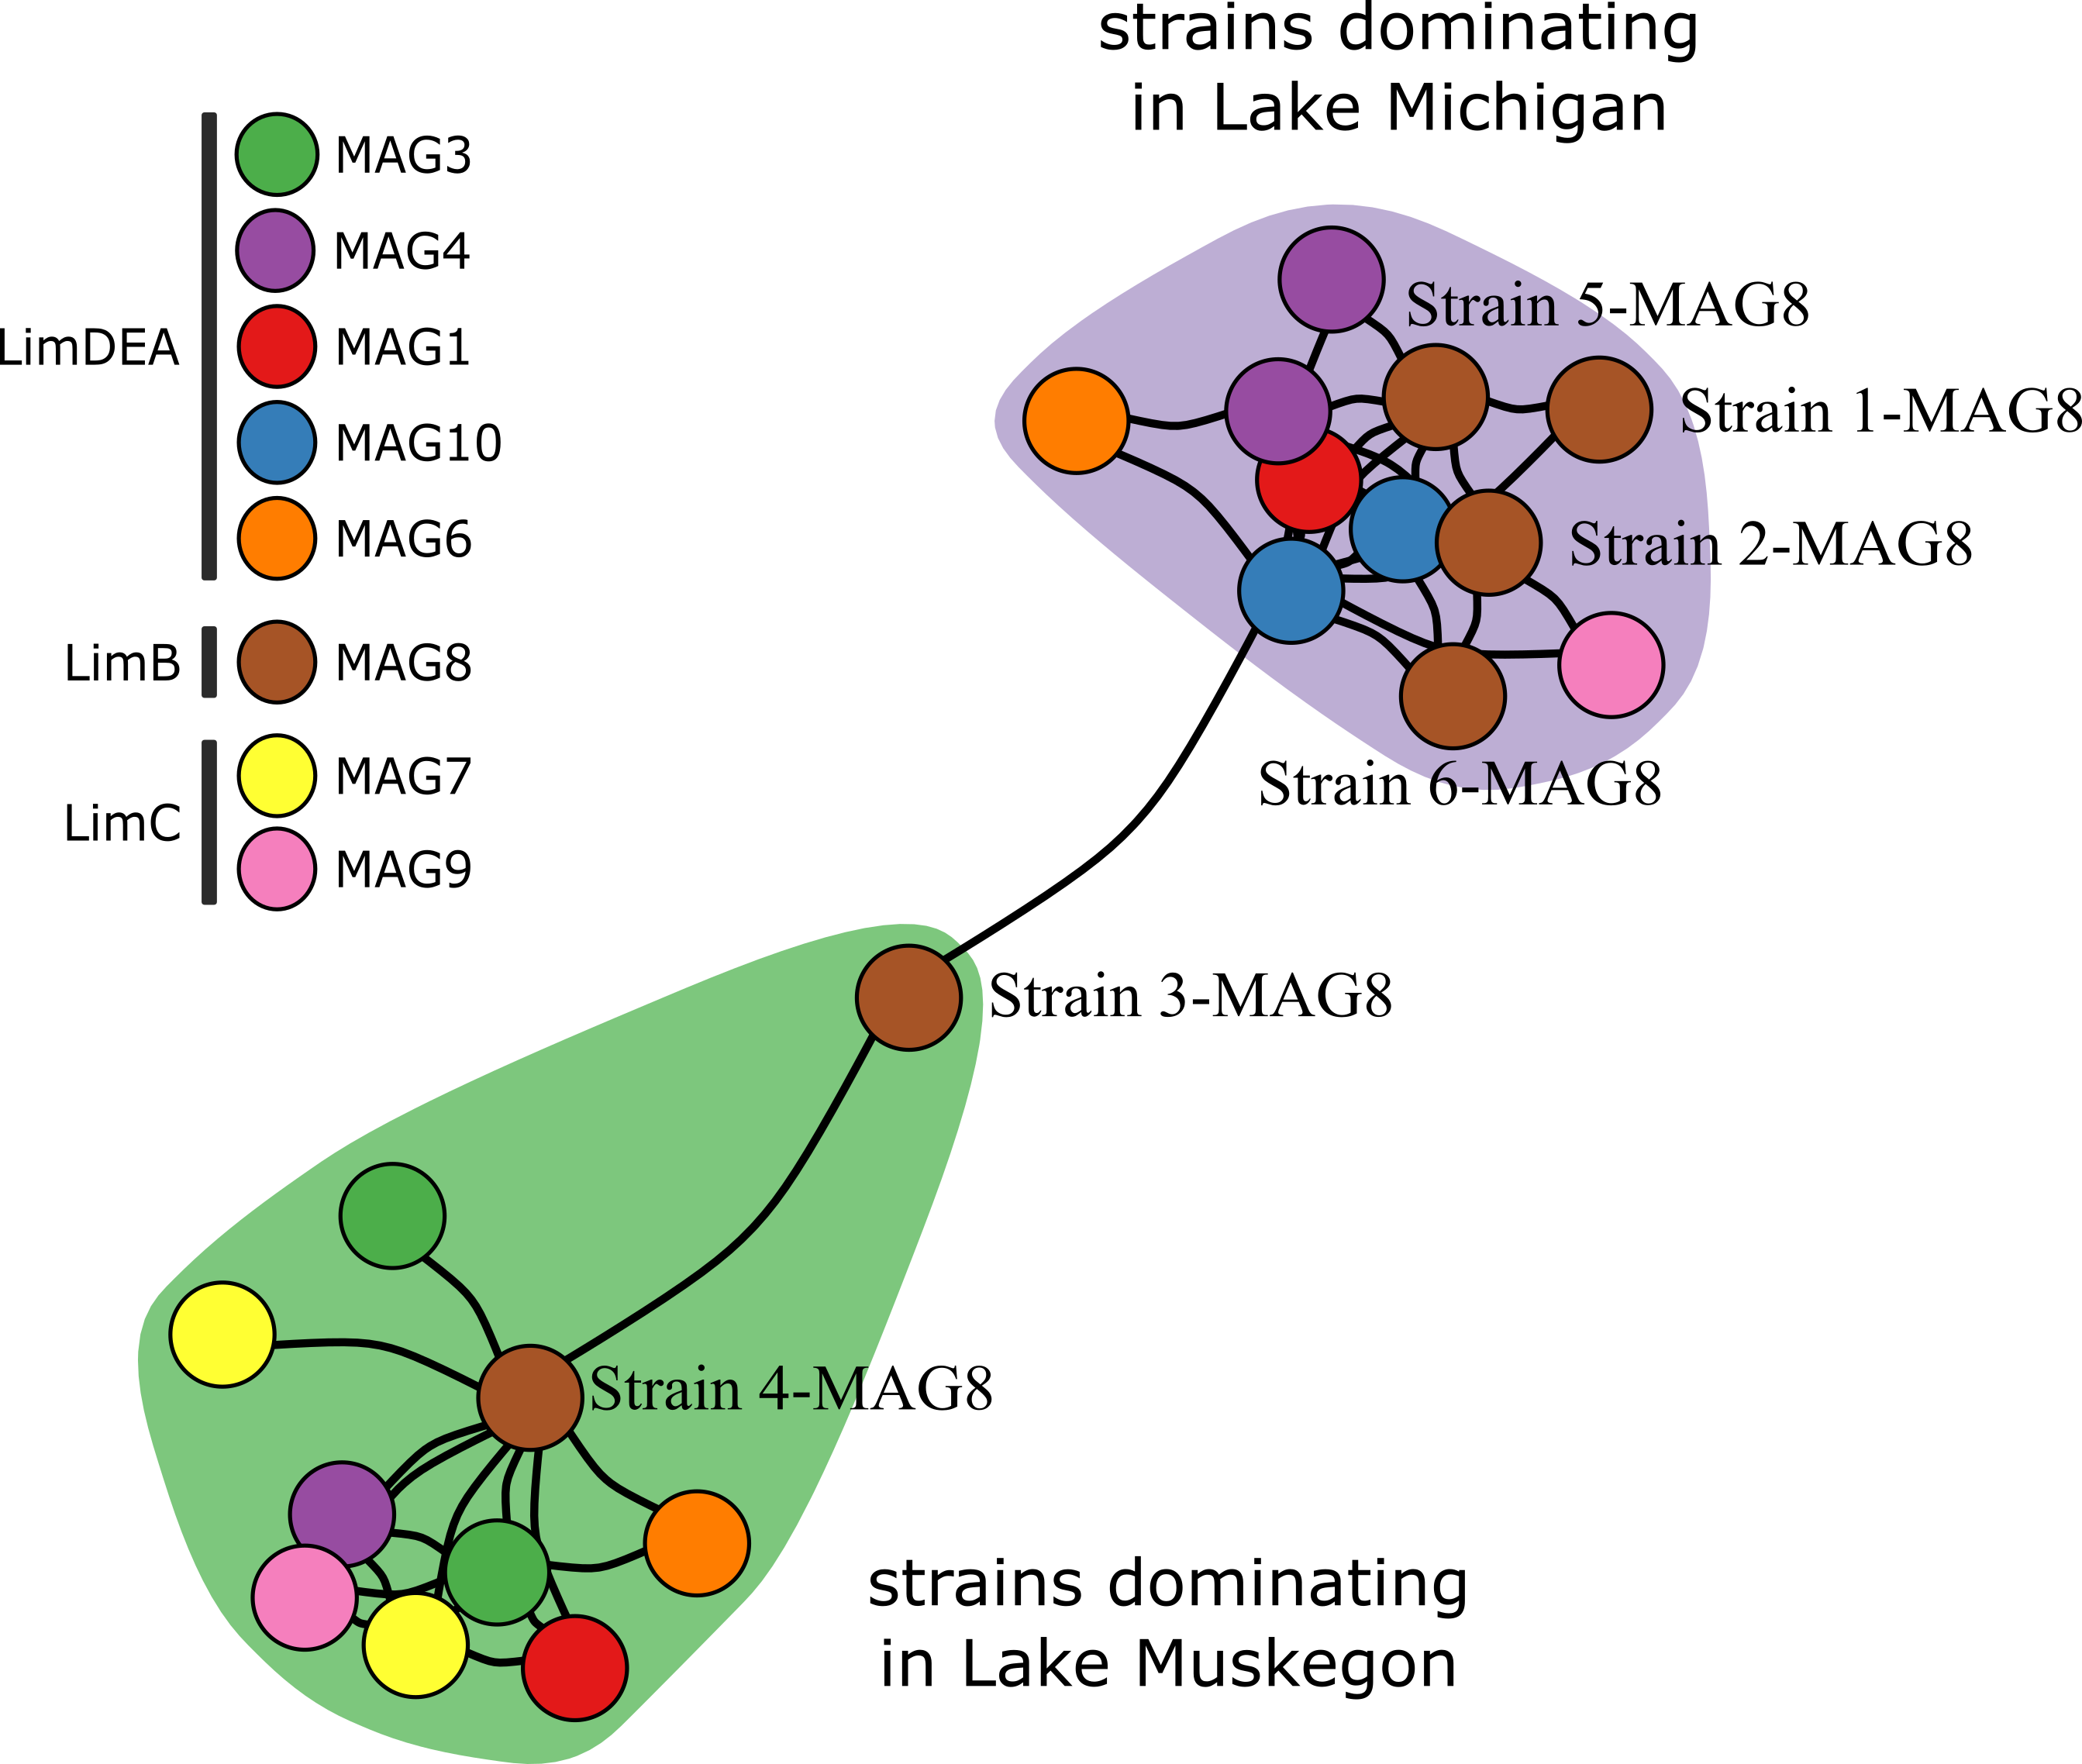 strains dominating
in Lake Michigan
LimDEA
MAG3
MAG4
MAG1
MAG10
MAG6
LimB
MAG8
LimC
MAG7
MAG9
Strain 5-MAG8
Strain 1-MAG8
Strain 2-MAG8
Strain 6-MAG8
Strain 3-MAG8
Strain 4-MAG8
strains dominating
in Lake Muskegon